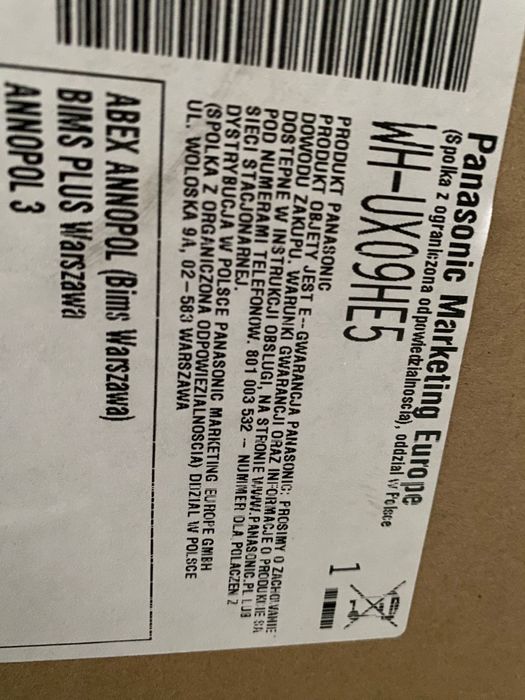 Panasonic Marketing Europe
(Spolka z ograniczona odpowiedzialnoscia), oddzial W Polsce
WH-UX09HE5
1
PRODUKT PANASONIC
PRODUKT OBJETY JEST E--GWARANCJA PANASONIC: PROSIMY O ZACHOWANIE
DOWODU ZAKUPU. WARUNKI GWARANCJI ORAZ INFORMACJE O PRODUKCIE SA
DOSTEPNE W INSTRUKCJI OBSLUGI, NA STRONIE WWW.PANASONIC.PL LUB
POD NUMERAMI TELEFONOW. 801 003 532 -- NUMMER DLA POLACZEN Z
SIECI STACJONARNEJ.
DYSTRYBUCJA W POLSCE PANASONIC MARKETING EUROPE GMBH
(SPOLKA Z ORGANICZONA ODPOWIEZIALNOSCIA) DIZIAL W POLSCE
UL. WOLOSKA 9A, 02-583 WARSZAWA
ABEX ANNOPOL (Bims Warszawa)
BIMS PLUS Warszawa
ANNOPOL 3